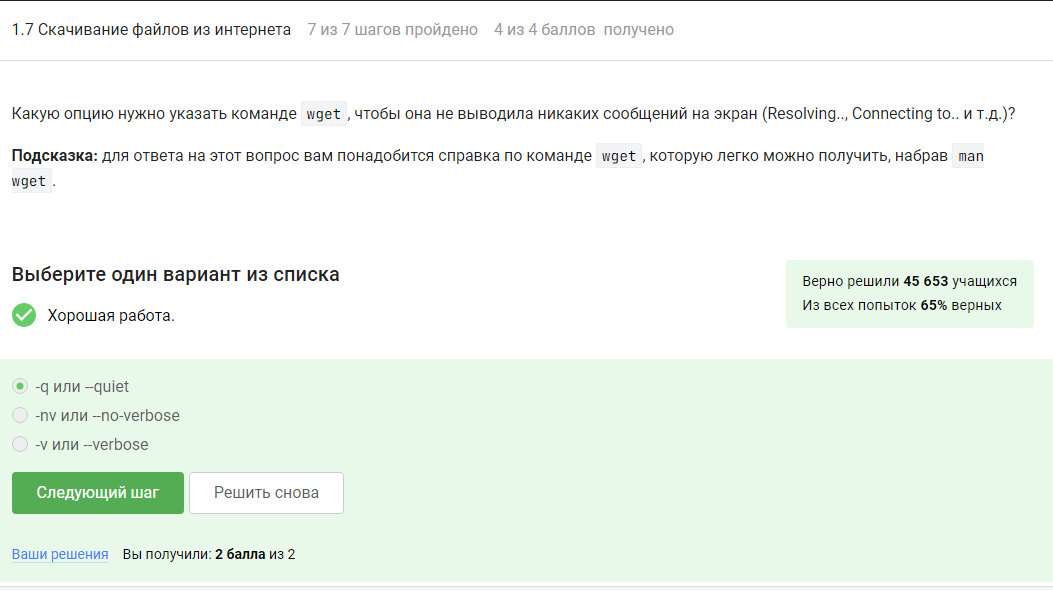 1.7 Скачивание файлов из интернета 7 из 7 шагов пройдено 4 из 4 баллов получено
Какую опцию нужно указать команде wget, чтобы она не выводила никаких сообщений на экран (Resolving.., Connecting to.. и т.д.)?
Подсказка: для ответа на этот вопрос вам понадобится справка по команде wget, которую легко можно получить, набрав man
wget.
Выберите один вариант из списка
Хорошая работа.
Верно решили 45 653 учащихся
Из всех попыток 65% верных
-q или --quiet
-nv или --no-verbose
-v или --verbose
Следующий шаг Решить снова
Ваши решения Вы получили: 2 балла из 2